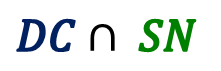 DC ∩ SN